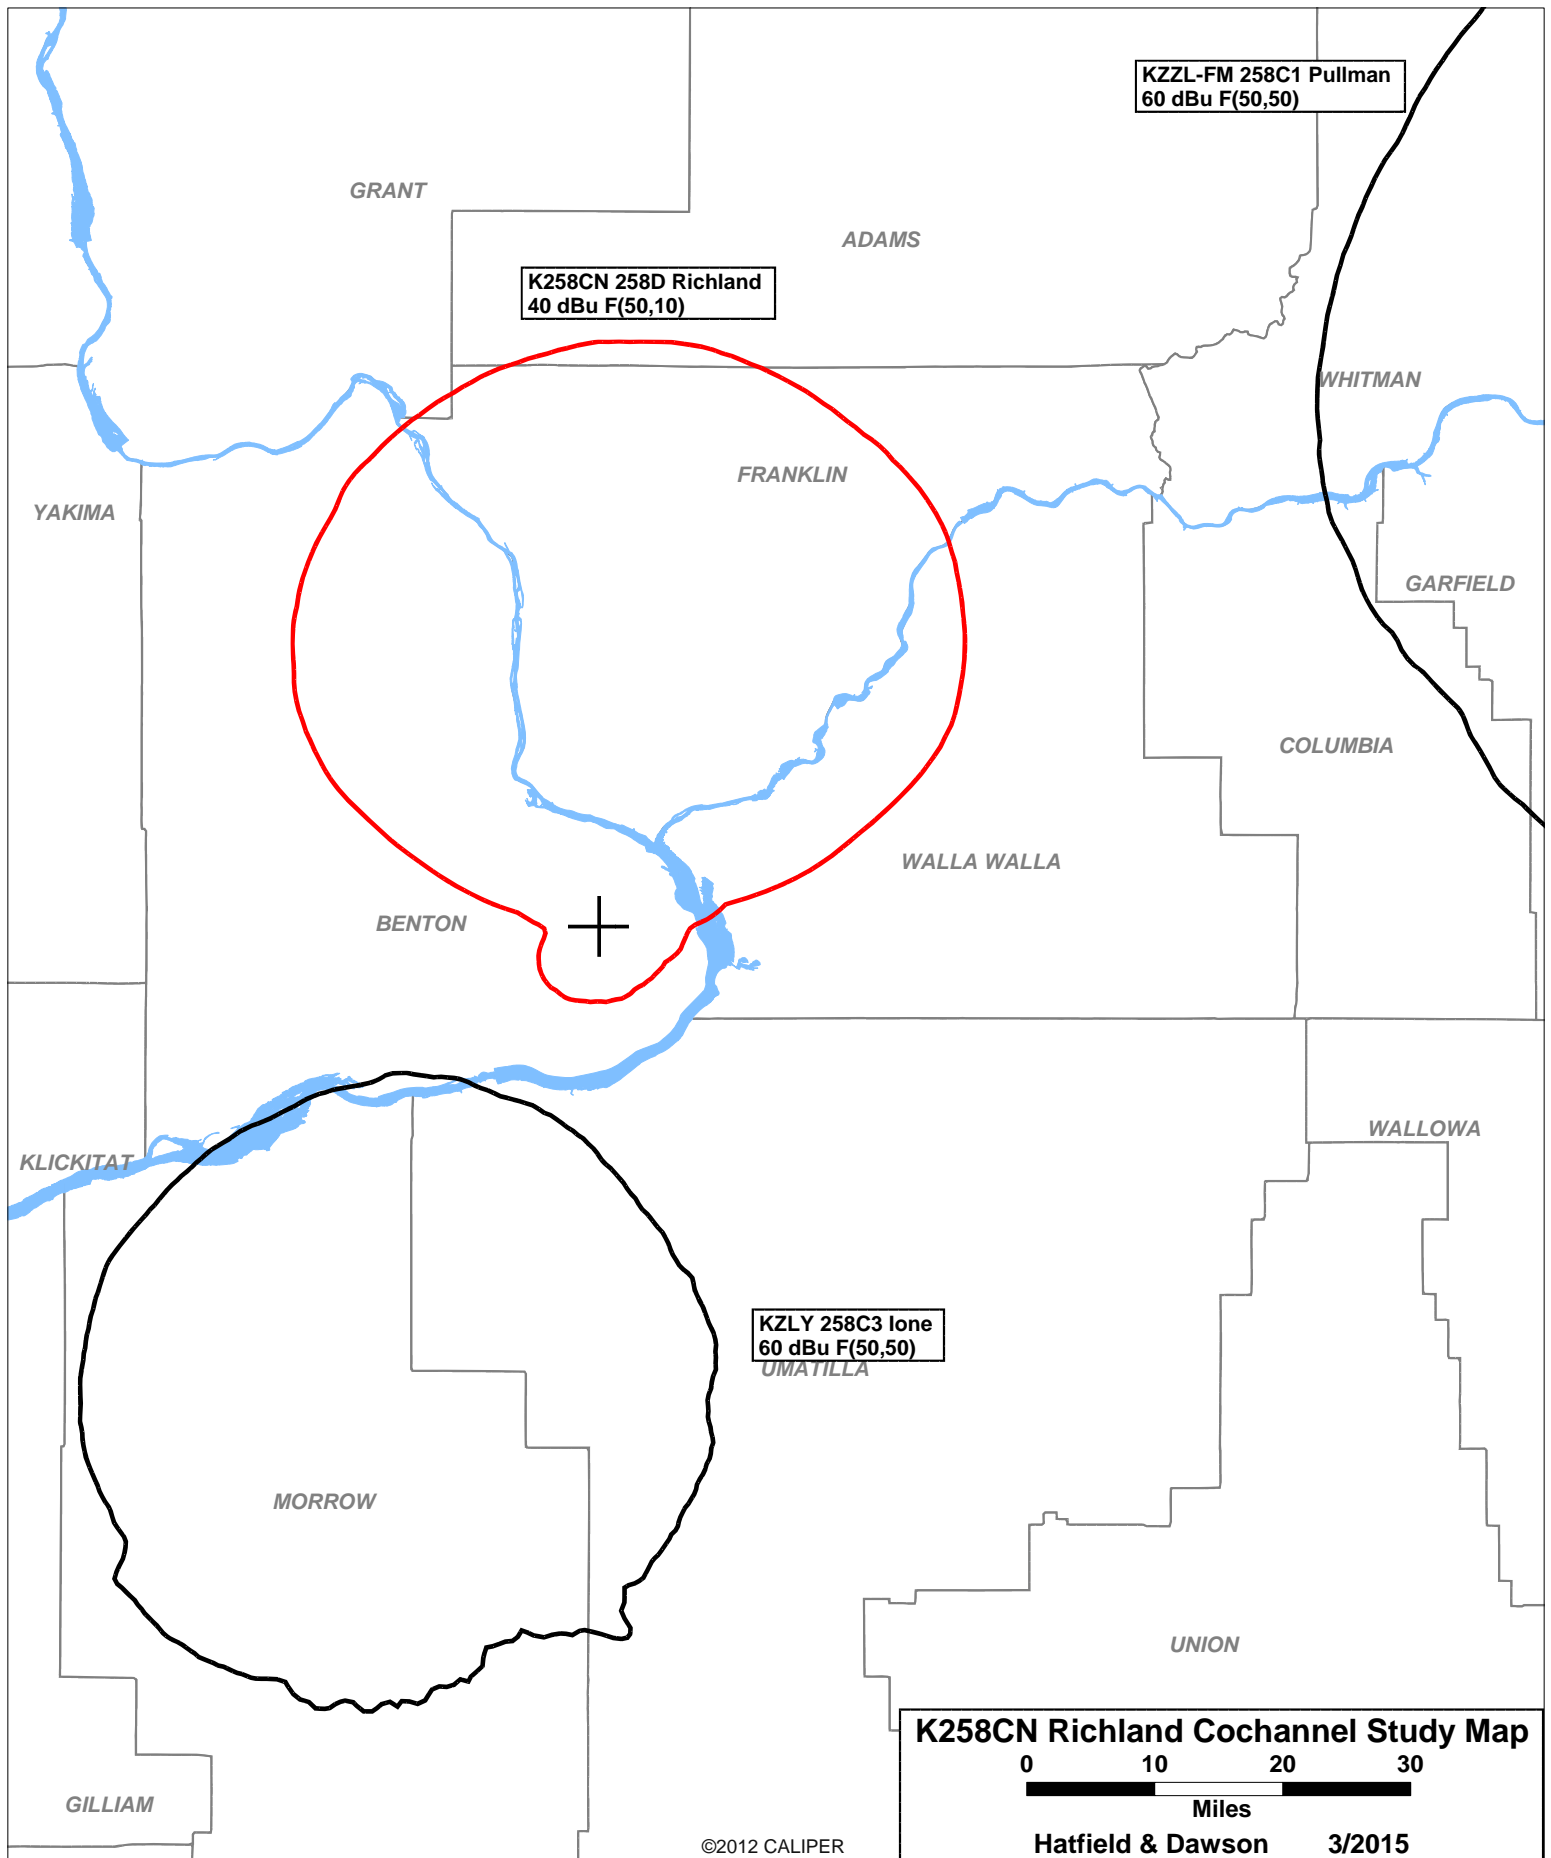 KZZL-FM 258C1 Pullman
60 dBu F(50,50)
GRANT
ADAMS
K258CN 258D Richland
40 dBu F(50,10)
WHITMAN
FRANKLIN
YAKIMA
GARFIELD
COLUMBIA
WALLA WALLA
BENTON
WALLOWA
KLICKITAT
KZLY 258C3 Ione
60 dBu F(50,50)
UMATILLA
MORROW
UNION
K258CN Richland Cochannel Study Map
0 10 20 30
Miles
GILLIAM
©2012 CALIPER
Hatfield & Dawson 3/2015